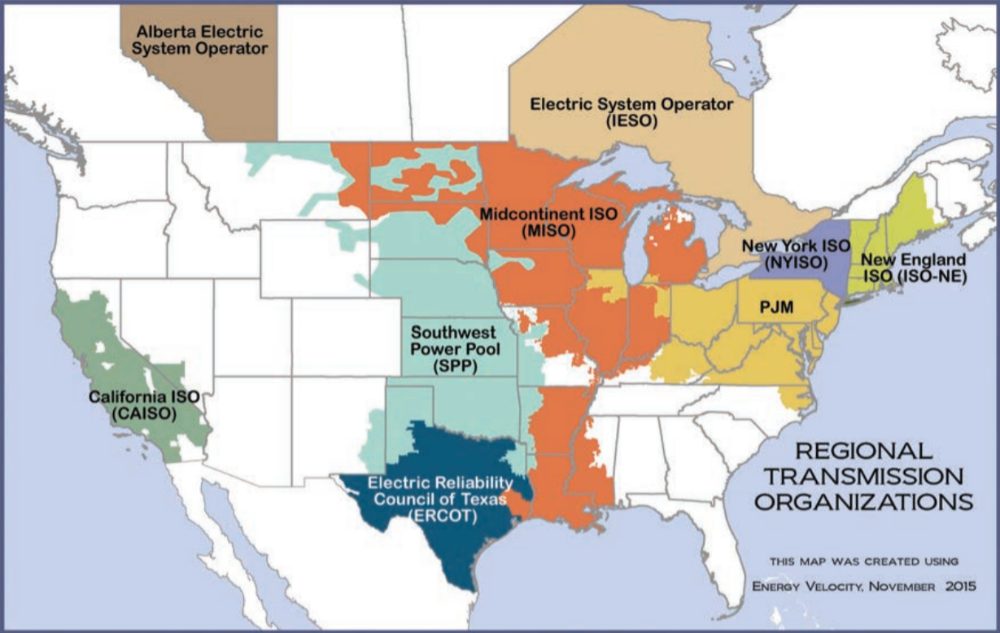 Alberta Electric
System Operator
Electric System Operator
(IESO)
Midcontinent ISO
(MISO)
New York ISO
(NYISO)
New England
ISO (ISO-NE)
PJM
Southwest
Power Pool
(SPP)
California ISO
(CAISO)
Electric Reliability
Council of Texas
(ERCOT)
REGIONAL
TRANSMISSION
ORGANIZATIONS
THIS MAP WAS CREATED USING
ENERGY VELOCITY, NOVEMBER 2015